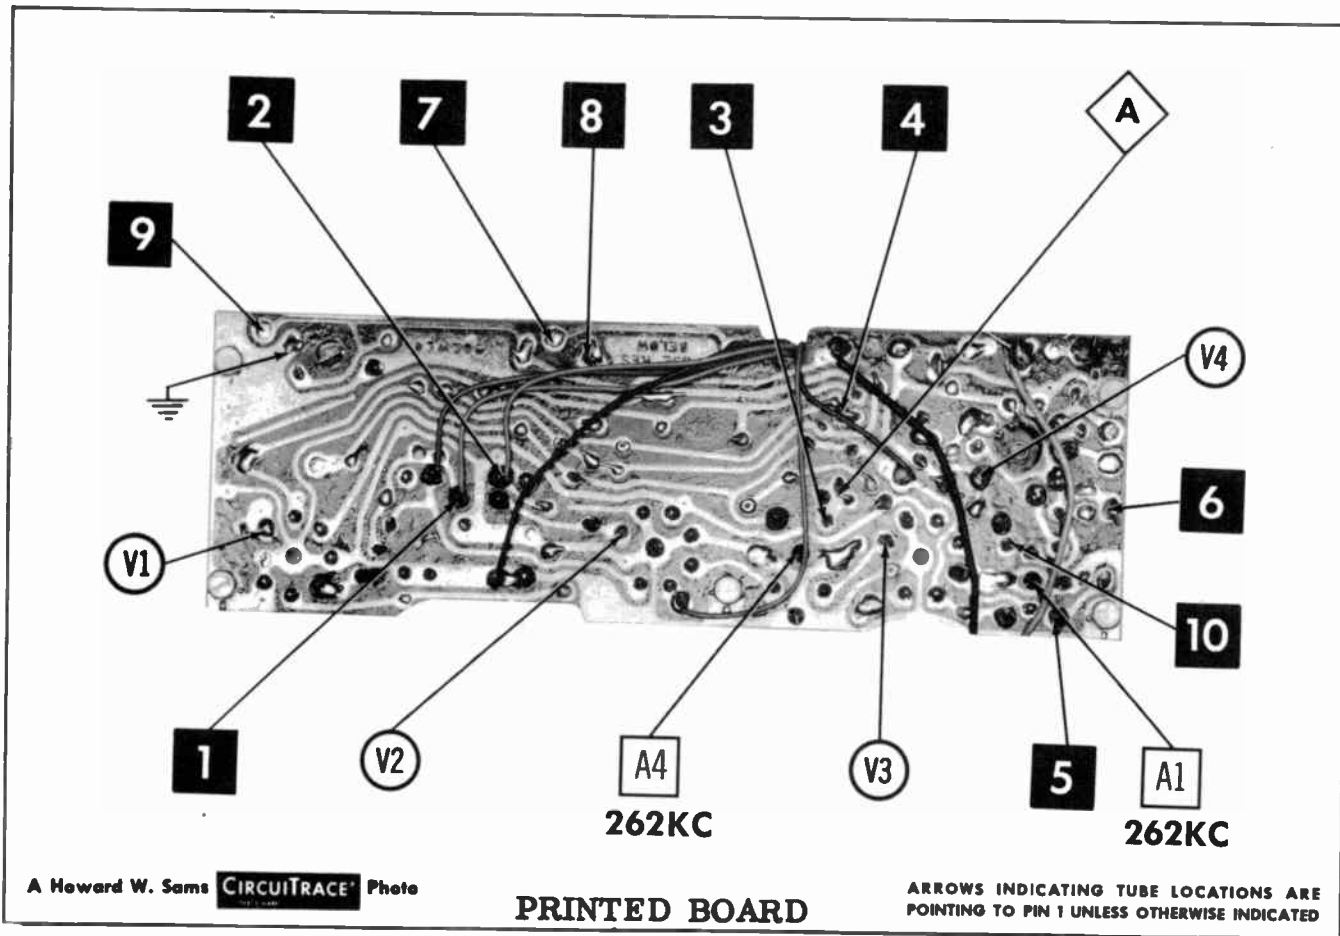 2
7
8
3
4
A
9
BELOW
V4
6
V1
10
1
V2
A4
262KC
V3
5
A1
262KC
A Howard W. Sams CIRCUITRACE Photo
PRINTED BOARD
ARROWS INDICATING TUBE LOCATIONS ARE
POINTING TO PIN 1 UNLESS OTHERWISE INDICATED